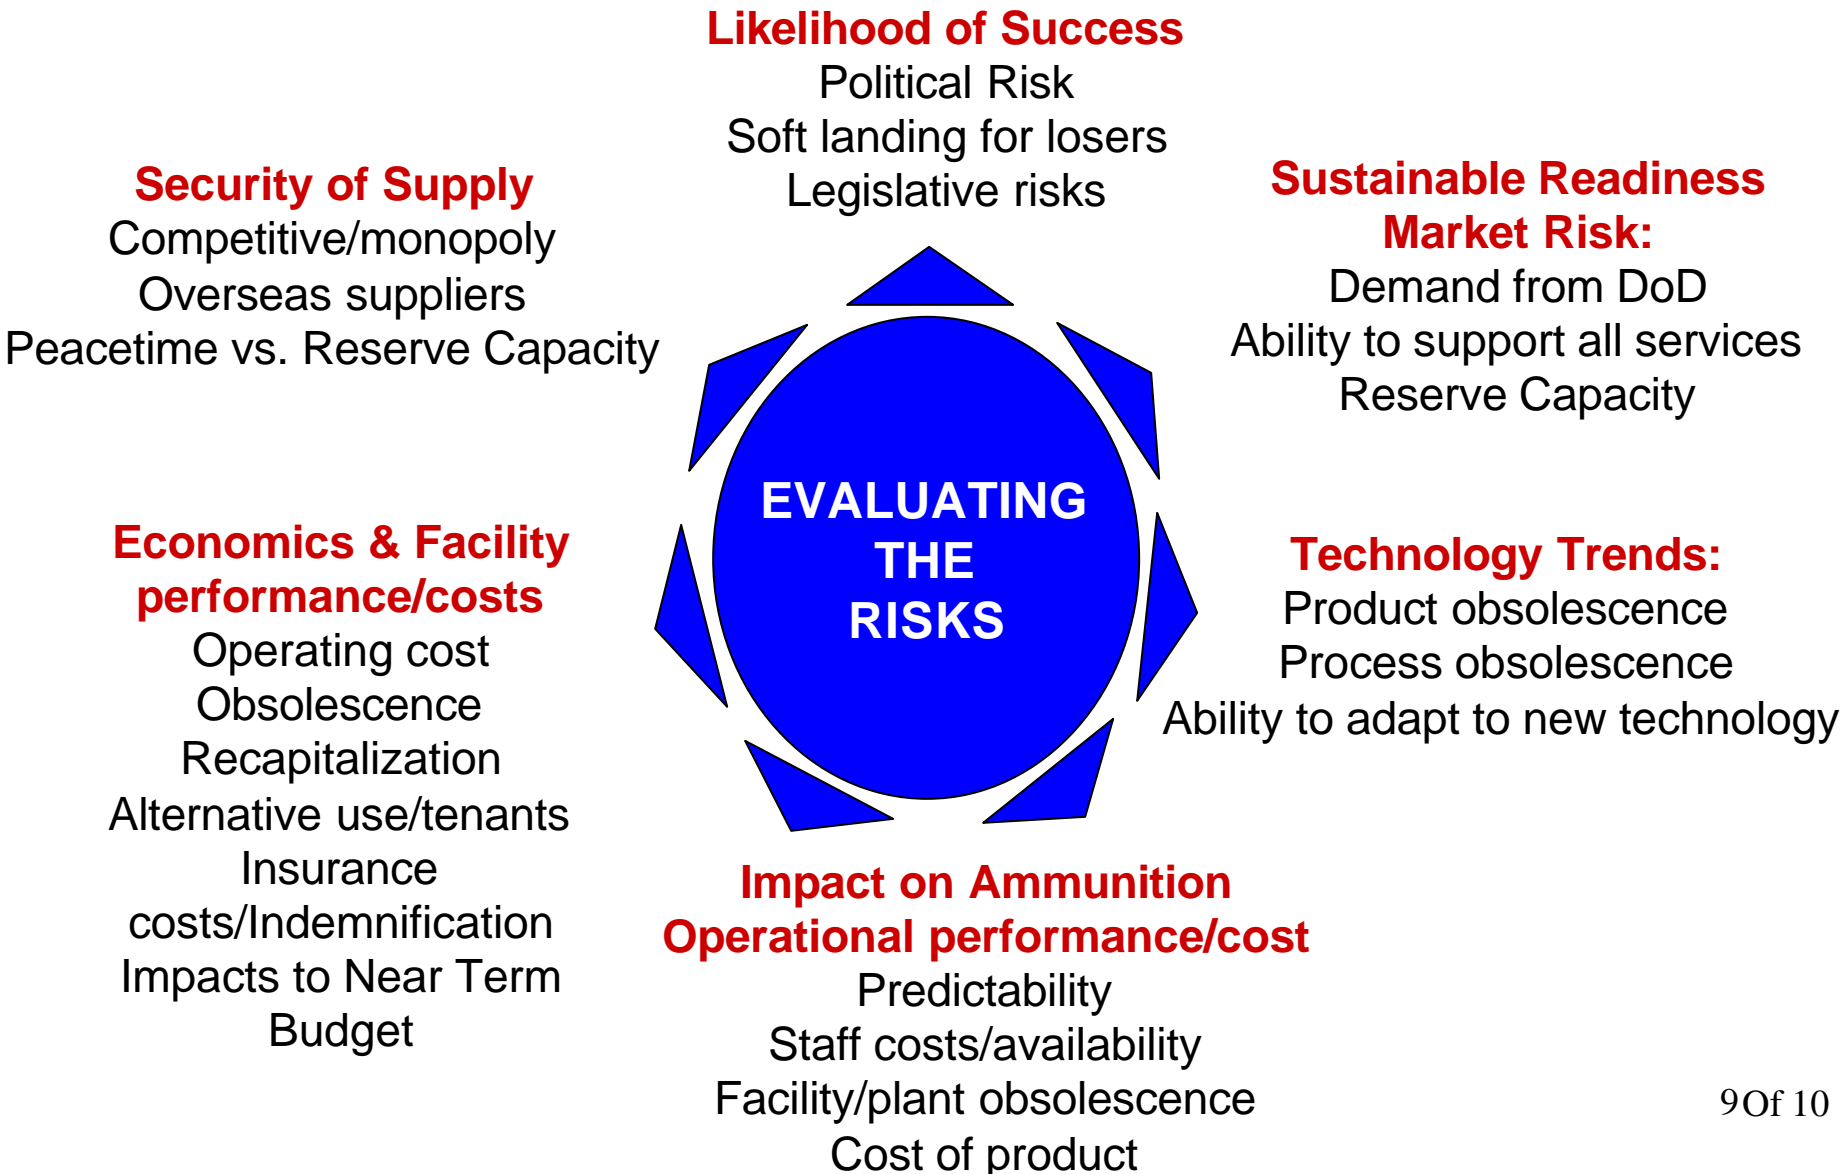 Likelihood of Success
Political Risk
Soft landing for losers
Legislative risks
Security of Supply
Competitive/monopoly
Overseas suppliers
Peacetime vs. Reserve Capacity
Sustainable Readiness
Market Risk:
Demand from DoD
Ability to support all services
Reserve Capacity
EVALUATING
THE
RISKS
Economics & Facility
performance/costs
Operating cost
Obsolescence
Recapitalization
Alternative use/tenants
Insurance
costs/Indemnification
Impacts to Near Term
Budget
Technology Trends:
Product obsolescence
Process obsolescence
Ability to adapt to new technology
Impact on Ammunition
Operational performance/cost
Predictability
Staff costs/availability
Facility/plant obsolescence
Cost of product
9Of 10